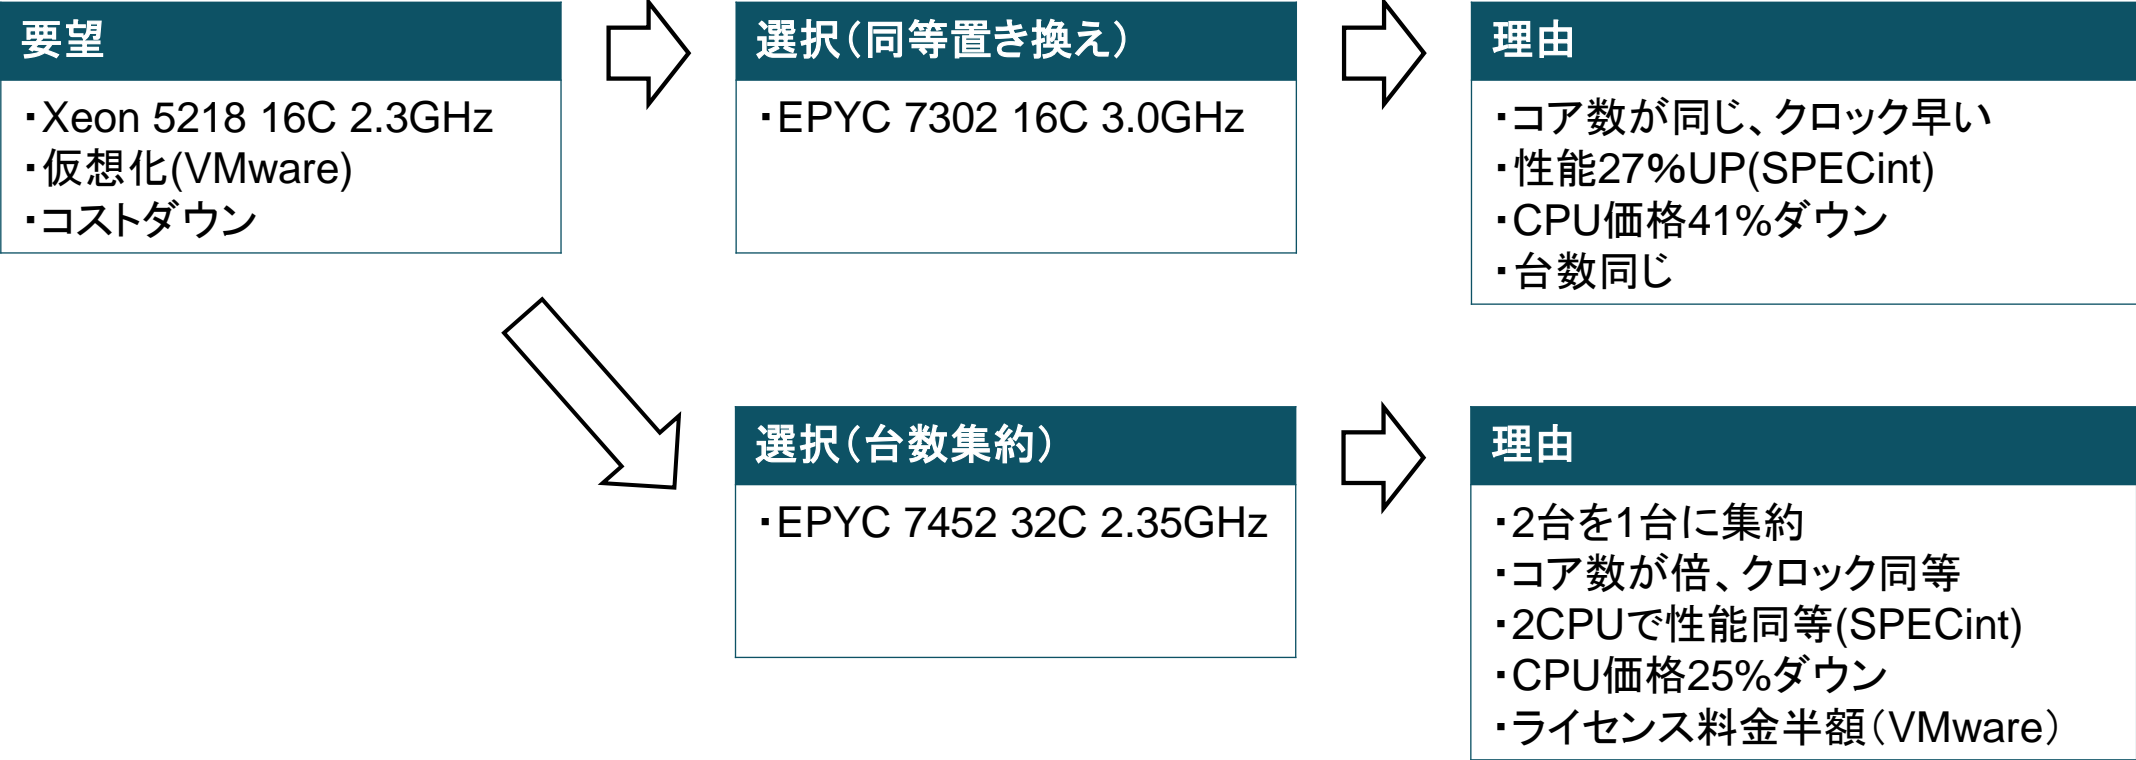 要望
・Xeon 5218 16C 2.3GHz
・仮想化(VMware)
・コストダウン
選択（同等置き換え）
・EPYC 7302 16C 3.0GHz
理由
・コア数が同じ、クロック早い
・性能27%UP(SPECint)
・CPU価格41%ダウン
・台数同じ
選択（台数集約）
・EPYC 7452 32C 2.35GHz
理由
・2台を1台に集約
・コア数が倍、クロック同等
・2CPUで性能同等(SPECint)
・CPU価格25%ダウン
・ライセンス料金半額（VMware）